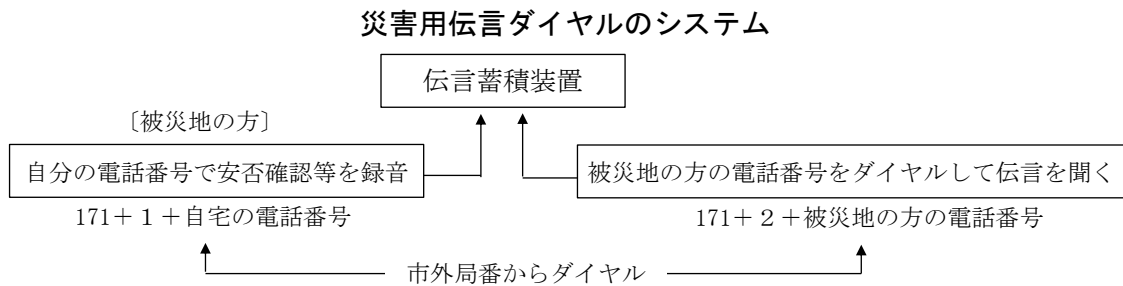 災害用伝言ダイヤルのシステム
伝言蓄積装置
〔被災地の方〕
自分の電話番号で安否確認等を録音
被災地の方の電話番号をダイヤルして伝言を聞く
171+1+自宅の電話番号
171+2+被災地の方の電話番号
市外局番からダイヤル